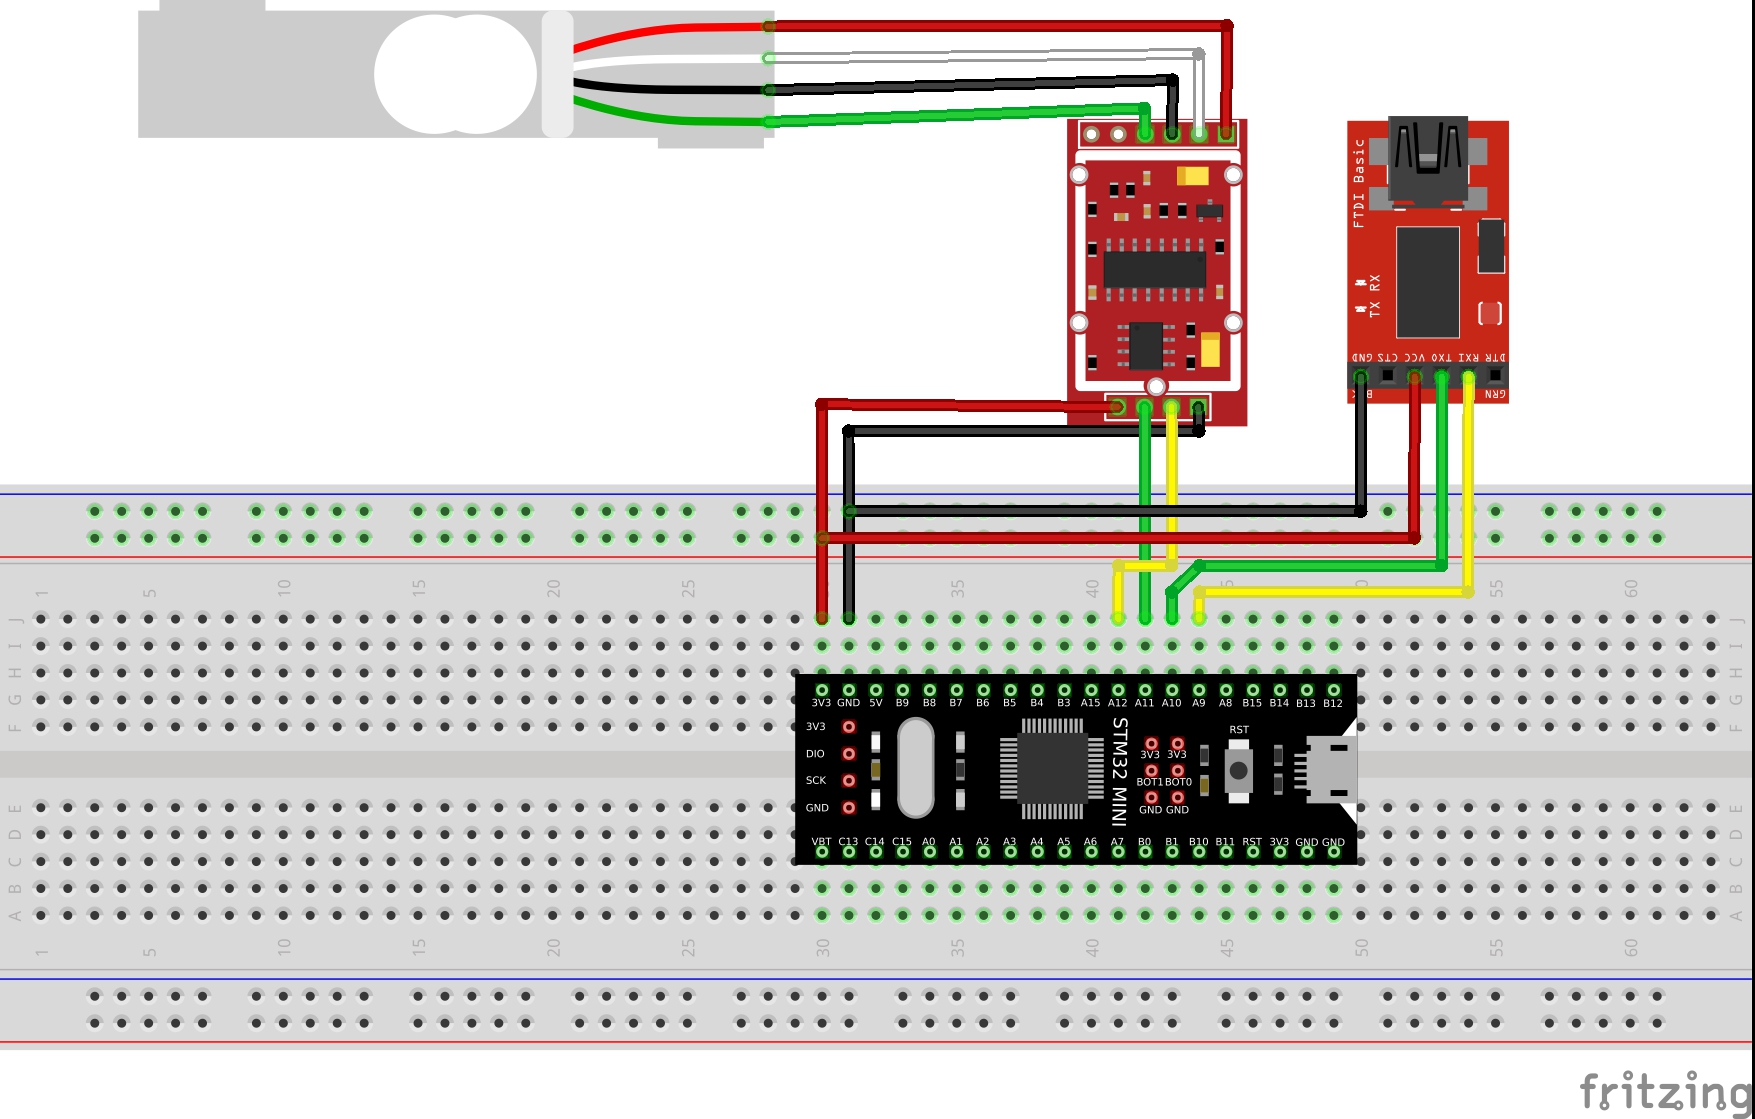 FTDI Basic
TX RX
GND CTS VCC TXO RXI DTR
GRN
1 5 10 15 20 25 35 40 45 50 55 60
J J
I I
H H
G G
F F
3V3 GND 5V B9 B8 B7 B6 B5 B4 B3 A15 A12 A11 A10 A9 A8 B15 B14 B13 B12
3V3
DIO
SCK
GND
STM32 MINI
RST
3V3 3V3
BOT1 BOT0
GND GND
VBT C13 C14 C15 A0 A1 A2 A3 A4 A5 A6 A7 B0 B1 B10 B11 RST 3V3 GND GND
E E
D D
C C
B B
A A
1 5 10 15 20 25 30 35 40 45 50 55 60
fritzing